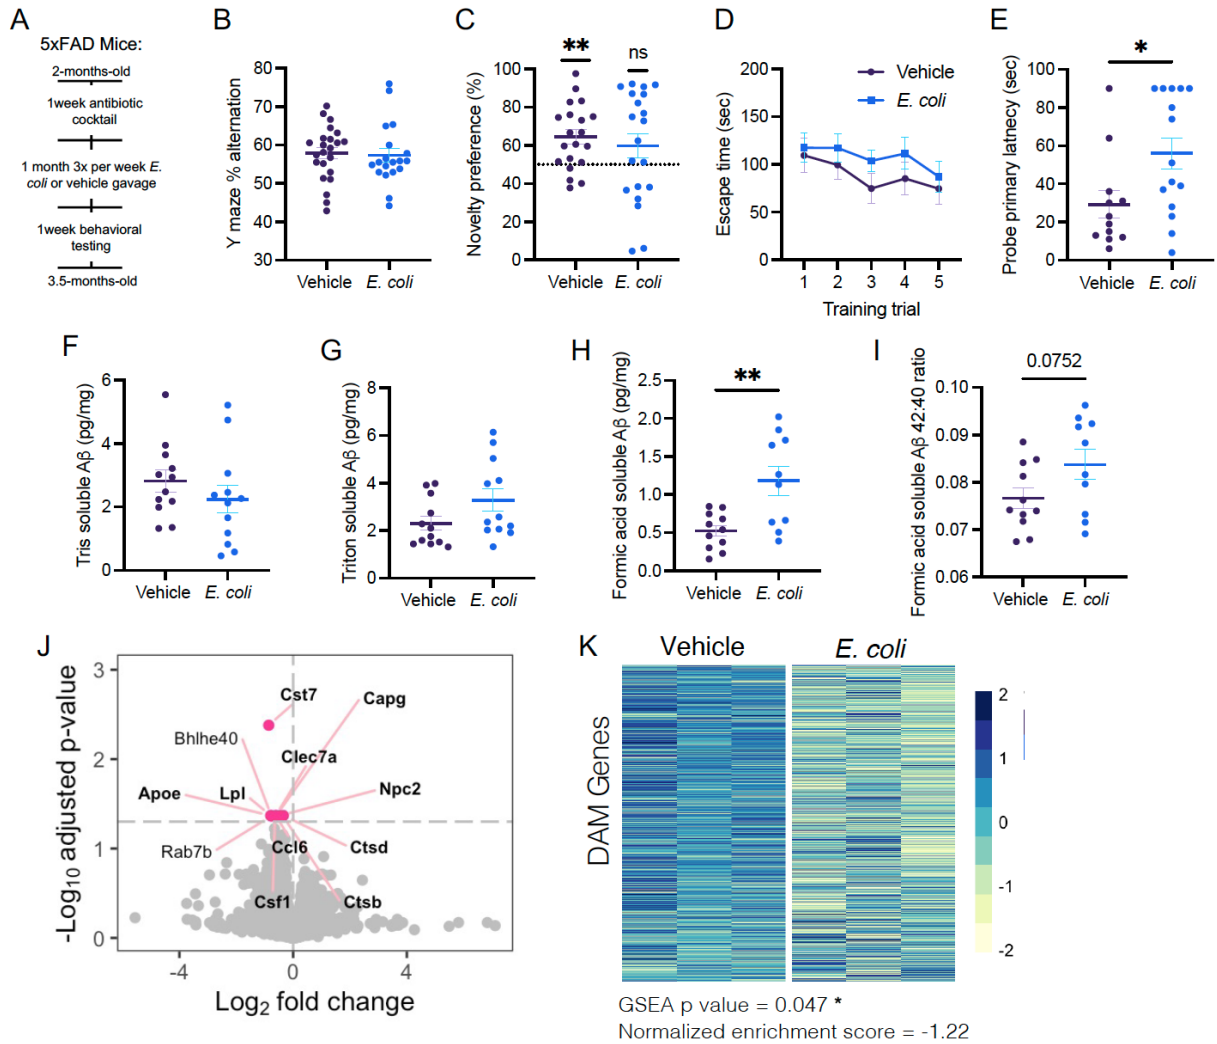 A
5xFAD Mice:
2-months-old
1week antibiotic
cocktail
1 month 3x per week E.
coli or vehicle gavage
1week behavioral
testing
3.5-months-old
B
Y maze % alternation
80
70
60
50
40
30
Vehicle
E. coli
C
Novelty preference (%)
100
80
60
40
20
0
**
ns
Vehicle
E. coli
D
Escape time (sec)
200
150
100
50
0
Vehicle
E. coli
1 2 3 4 5
Training trial
E
Probe primary latnecy (sec)
100
80
60
40
20
0
*
Vehicle
E. coli
F
Tris soluble Aβ (pg/mg)
6
4
2
0
Vehicle
E. coli
G
Triton soluble Aβ (pg/mg)
8
6
4
2
0
Vehicle
E. coli
H
Formic acid soluble Aβ (pg/mg)
2.5
2.0
1.5
1.0
0.5
0.0
**
Vehicle
E. coli
I
Formic acid soluble Aβ 42:40 ratio
0.10
0.09
0.08
0.07
0.06
0.0752
Vehicle
E. coli
J
-Log10 adjusted p-value
3
2
1
0
Cst7
Capg
Bhlhe40
Clec7a
Apoe
Lpl
Npc2
Rab7b
Ccl6
Ctsd
Csf1
Ctsb
-4 0 4
Log2 fold change
K
Vehicle
E. coli
DAM Genes
2
1
0
-1
-2
GSEA p value = 0.047 *
Normalized enrichment score = -1.22